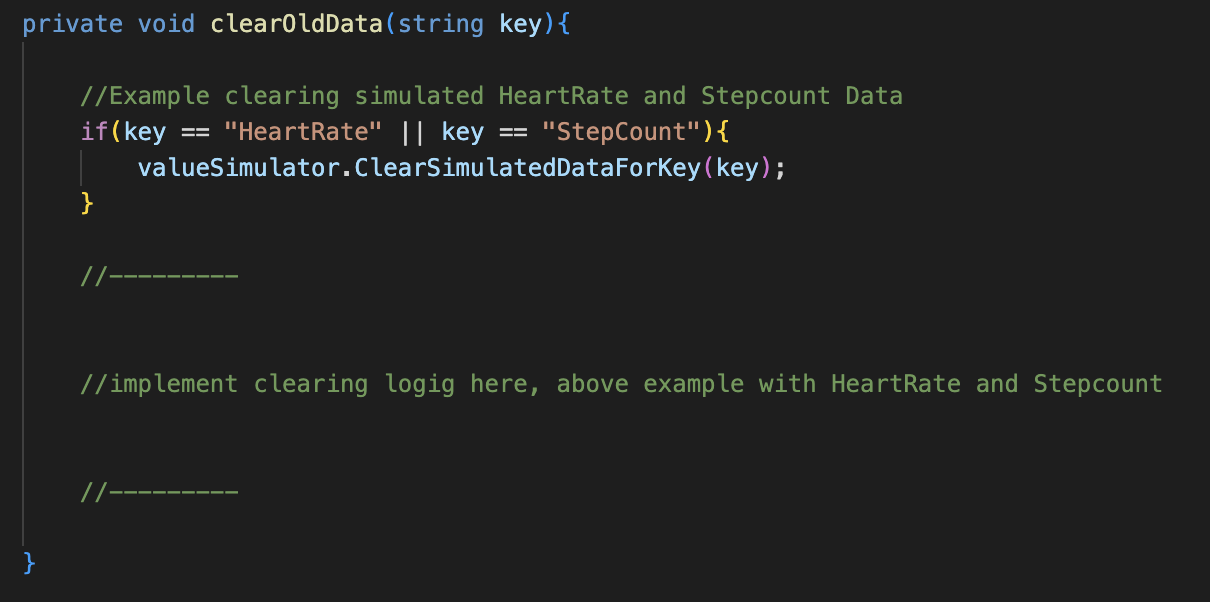 private void clearOldData(string key){
//Example clearing simulated HeartRate and Stepcount Data
if(key == "HeartRate" || key == "StepCount"){
valueSimulator.ClearSimulatedDataForKey(key);
}
//---------
//implement clearing logig here, above example with HeartRate and Stepcount
//---------
}